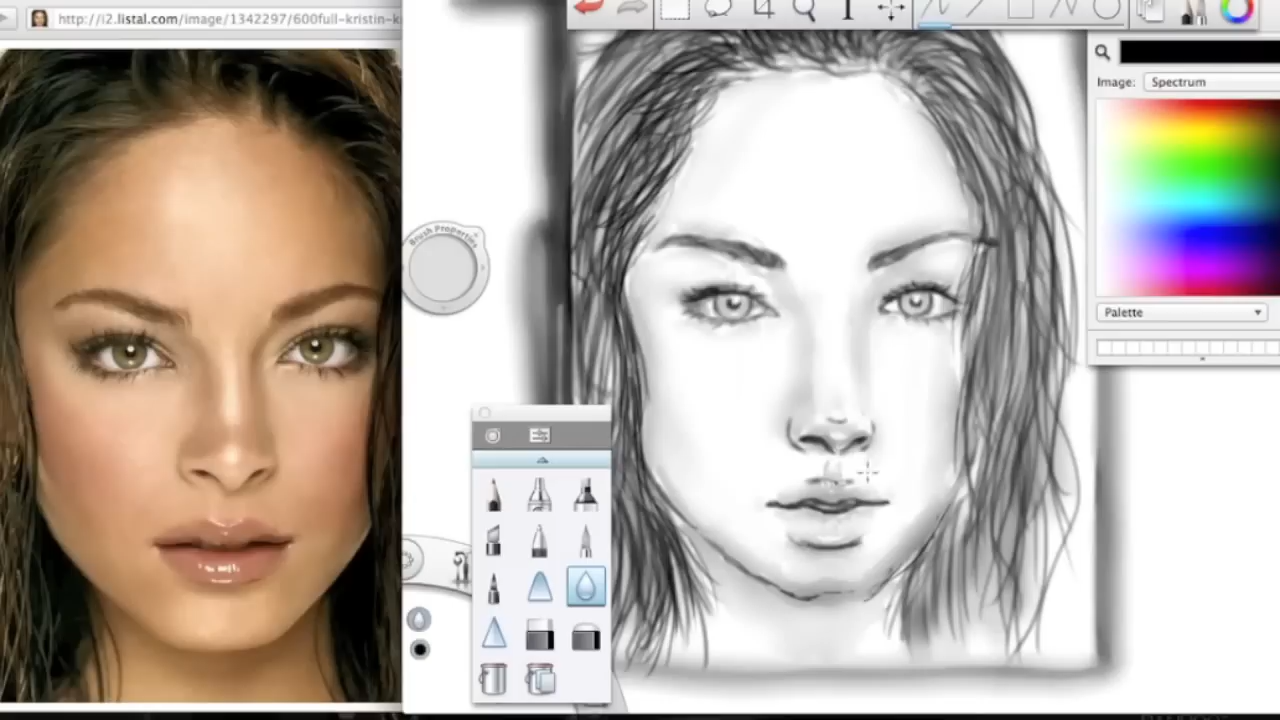 http://i2.listal.com/image/1342297/600full-kristin-k
Brush Properties
Image: Spectrum
Palette